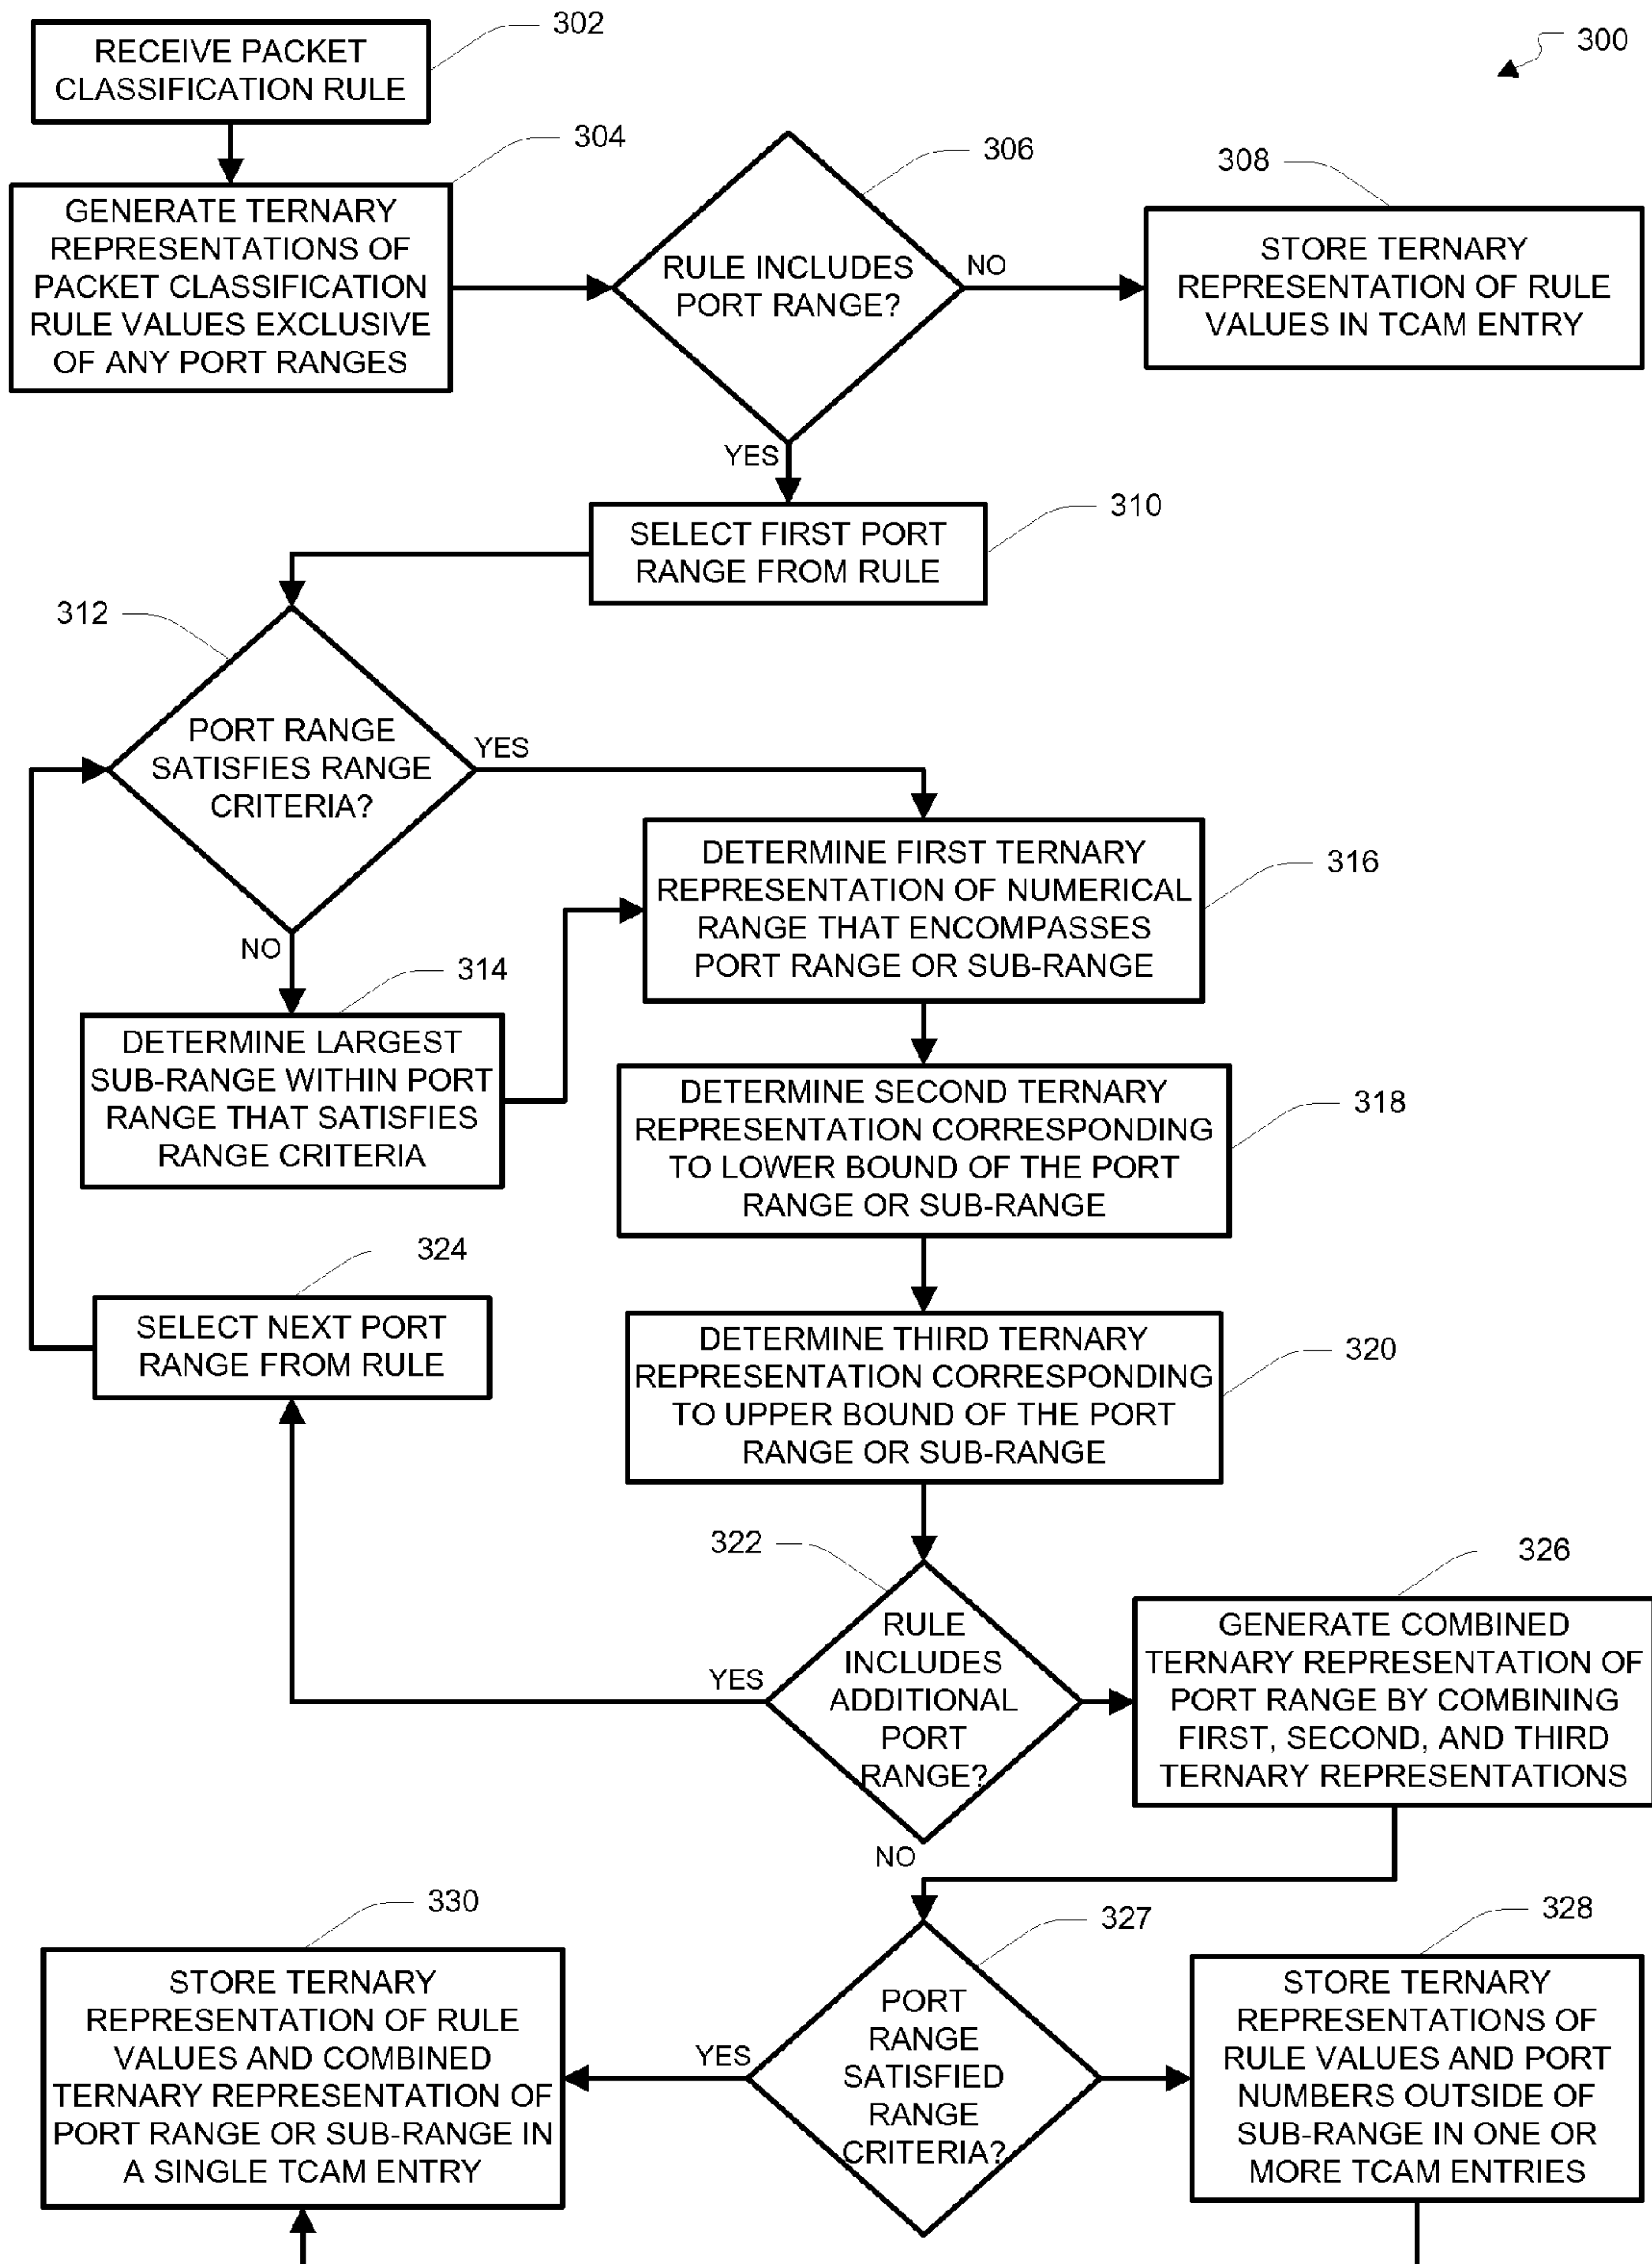 302
300
RECEIVE PACKET
CLASSIFICATION RULE
304
306
308
GENERATE TERNARY
REPRESENTATIONS OF
PACKET CLASSIFICATION
RULE VALUES EXCLUSIVE
OF ANY PORT RANGES
RULE INCLUDES
PORT RANGE?
NO
STORE TERNARY
REPRESENTATION OF RULE
VALUES IN TCAM ENTRY
YES
310
SELECT FIRST PORT
RANGE FROM RULE
312
PORT RANGE
SATISFIES RANGE
CRITERIA?
YES
NO
314
DETERMINE LARGEST
SUB-RANGE WITHIN PORT
RANGE THAT SATISFIES
RANGE CRITERIA
316
DETERMINE FIRST TERNARY
REPRESENTATION OF NUMERICAL
RANGE THAT ENCOMPASSES
PORT RANGE OR SUB-RANGE
318
DETERMINE SECOND TERNARY
REPRESENTATION CORRESPONDING
TO LOWER BOUND OF THE PORT
RANGE OR SUB-RANGE
324
SELECT NEXT PORT
RANGE FROM RULE
320
DETERMINE THIRD TERNARY
REPRESENTATION CORRESPONDING
TO UPPER BOUND OF THE PORT
RANGE OR SUB-RANGE
322
RULE
INCLUDES
ADDITIONAL
PORT
RANGE?
YES
NO
326
GENERATE COMBINED
TERNARY REPRESENTATION OF
PORT RANGE BY COMBINING
FIRST, SECOND, AND THIRD
TERNARY REPRESENTATIONS
330
STORE TERNARY
REPRESENTATION OF RULE
VALUES AND COMBINED
TERNARY REPRESENTATION OF
PORT RANGE OR SUB-RANGE IN
A SINGLE TCAM ENTRY
327
PORT
RANGE
SATISFIED
RANGE
CRITERIA?
YES
328
STORE TERNARY
REPRESENTATIONS OF
RULE VALUES AND PORT
NUMBERS OUTSIDE OF
SUB-RANGE IN ONE OR
MORE TCAM ENTRIES